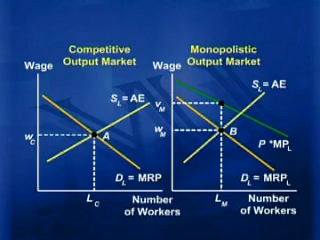 Competitive
Output Market
Monopolistic
Output Market
Wage
Wage
S_L = AE
S_L = AE
v_M
w_C
A
w_M
B
P *MP_L
D_L = MRP
D_L = MRP_L
L_C
Number
of Workers
L_M
Number
of Workers